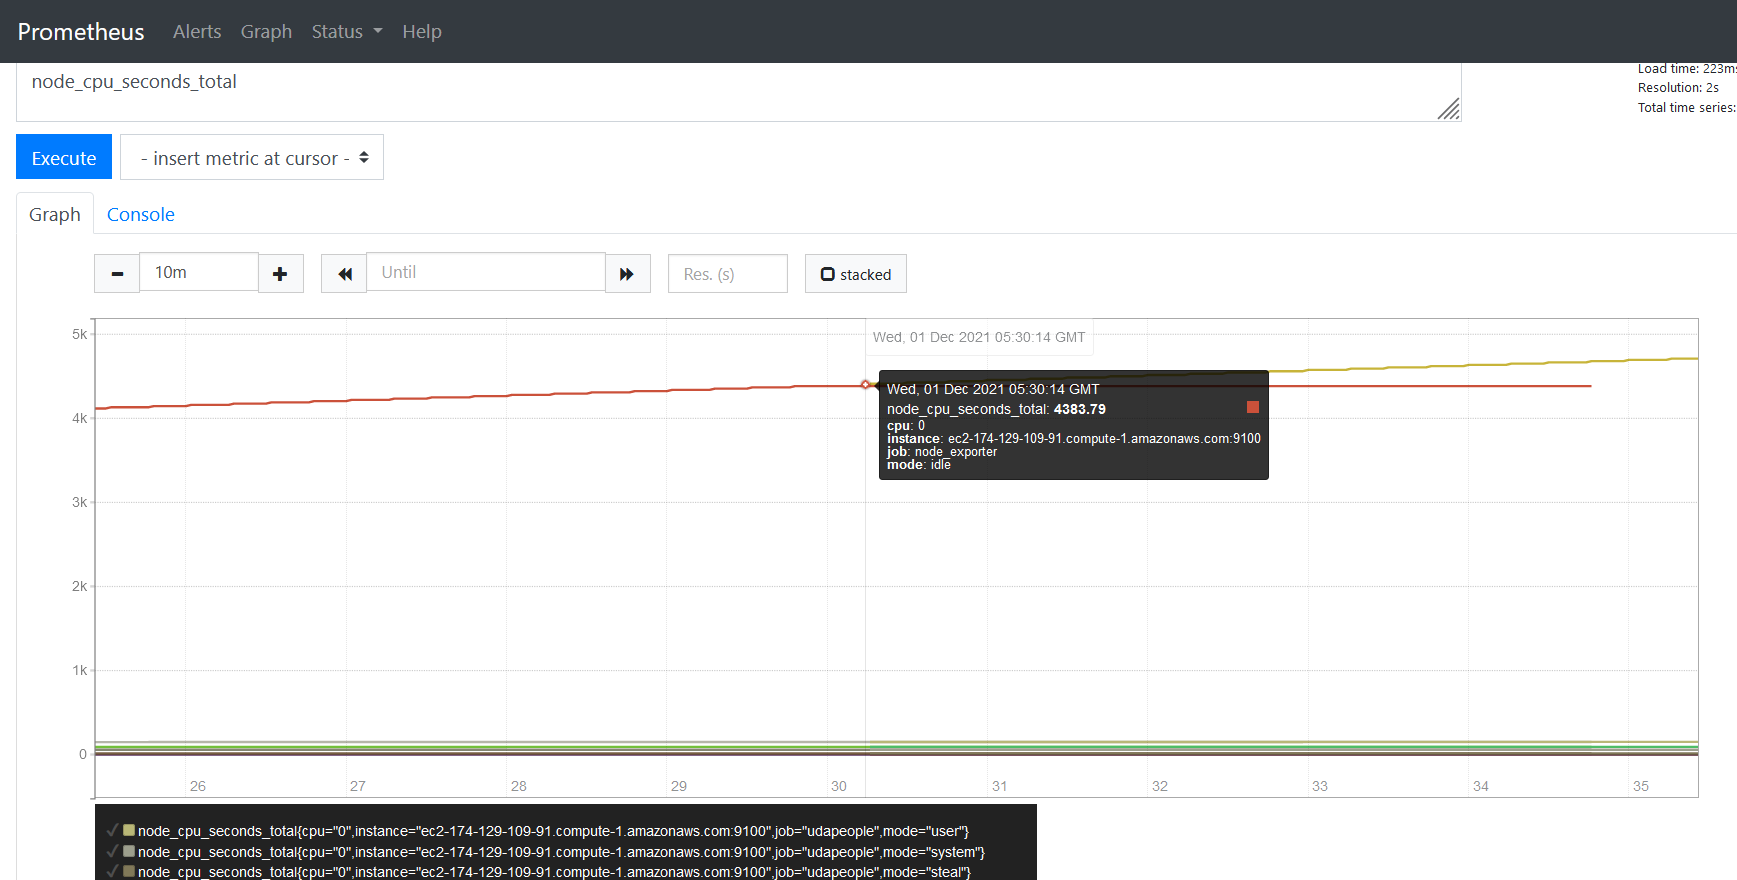 Prometheus Alerts Graph Status Help
node_cpu_seconds_total
Load time: 223ms
Resolution: 2s
Total time series:
Execute - insert metric at cursor -
Graph Console
10m Until Res. (s) stacked
5k
4k
3k
2k
1k
0
Wed, 01 Dec 2021 05:30:14 GMT
Wed, 01 Dec 2021 05:30:14 GMT
node_cpu_seconds_total: 4383.79
cpu: 0
instance: ec2-174-129-109-91.compute-1.amazonaws.com:9100
job: node_exporter
mode: idle
26 27 28 29 30 31 32 33 34 35
node_cpu_seconds_total{cpu="0",instance="ec2-174-129-109-91.compute-1.amazonaws.com:9100",job="udapeople",mode="user"}
node_cpu_seconds_total{cpu="0",instance="ec2-174-129-109-91.compute-1.amazonaws.com:9100",job="udapeople",mode="system"}
node_cpu_seconds_total{cpu="0",instance="ec2-174-129-109-91.compute-1.amazonaws.com:9100",job="udapeople",mode="steal"}